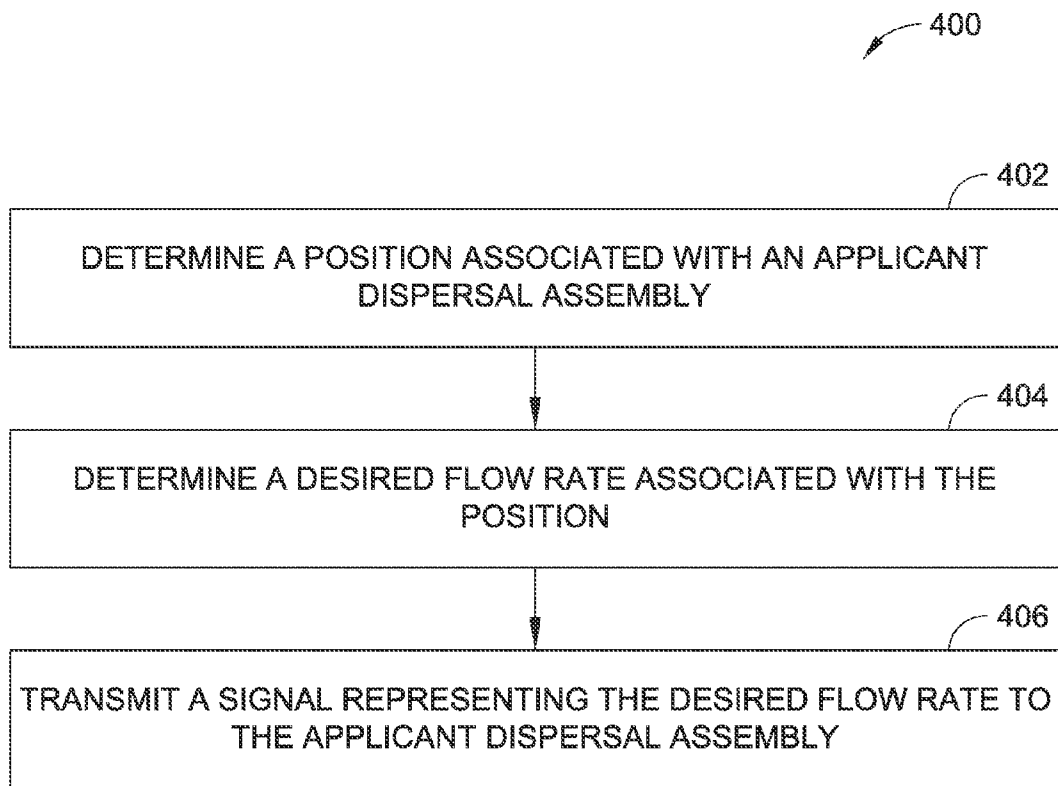 400
402
DETERMINE A POSITION ASSOCIATED WITH AN APPLICANT
DISPERSAL ASSEMBLY
404
DETERMINE A DESIRED FLOW RATE ASSOCIATED WITH THE
POSITION
406
TRANSMIT A SIGNAL REPRESENTING THE DESIRED FLOW RATE TO
THE APPLICANT DISPERSAL ASSEMBLY